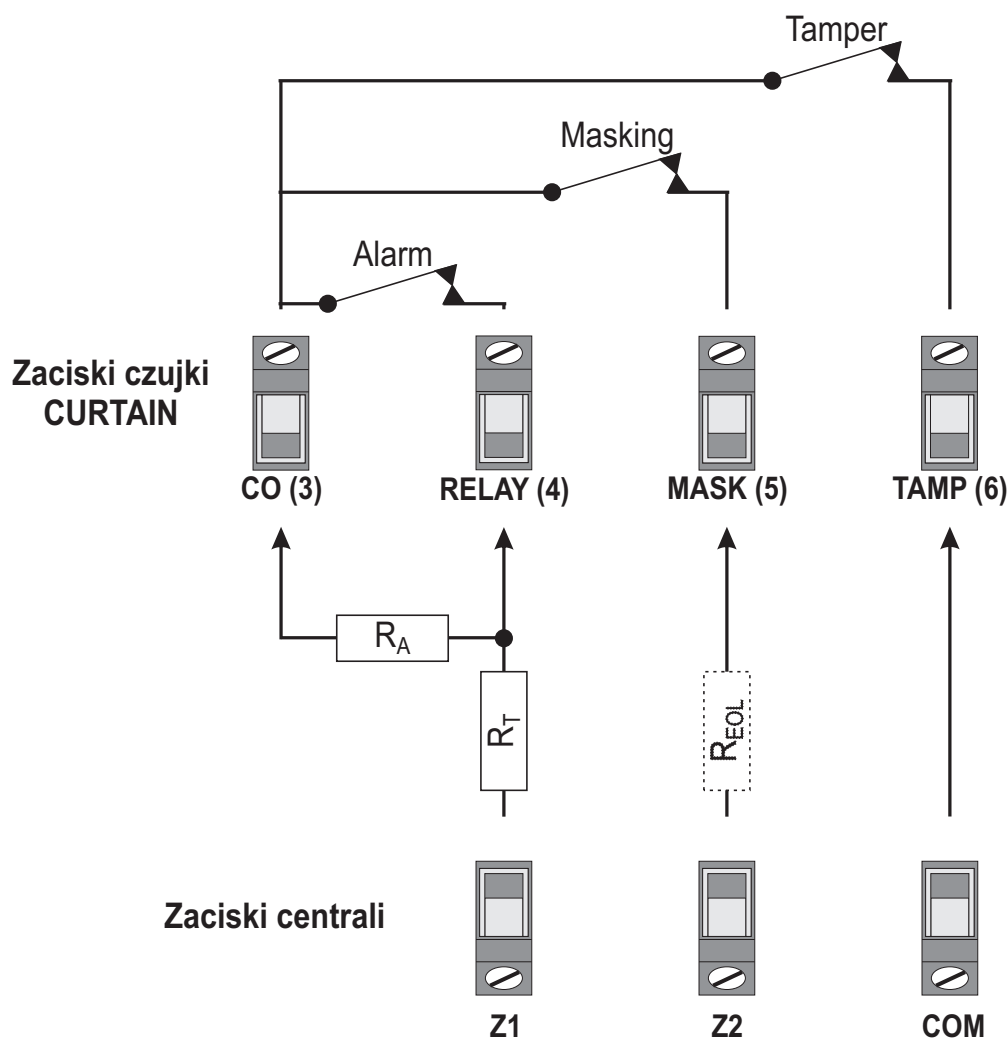 Tamper
Masking
Alarm
Zaciski czujki
CURTAIN
CO (3)
RELAY (4)
MASK (5)
TAMP (6)
RA
RT
REOL
Zaciski centrali
Z1
Z2
COM